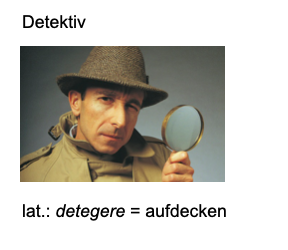 Detektiv
lat.: detegere = aufdecken